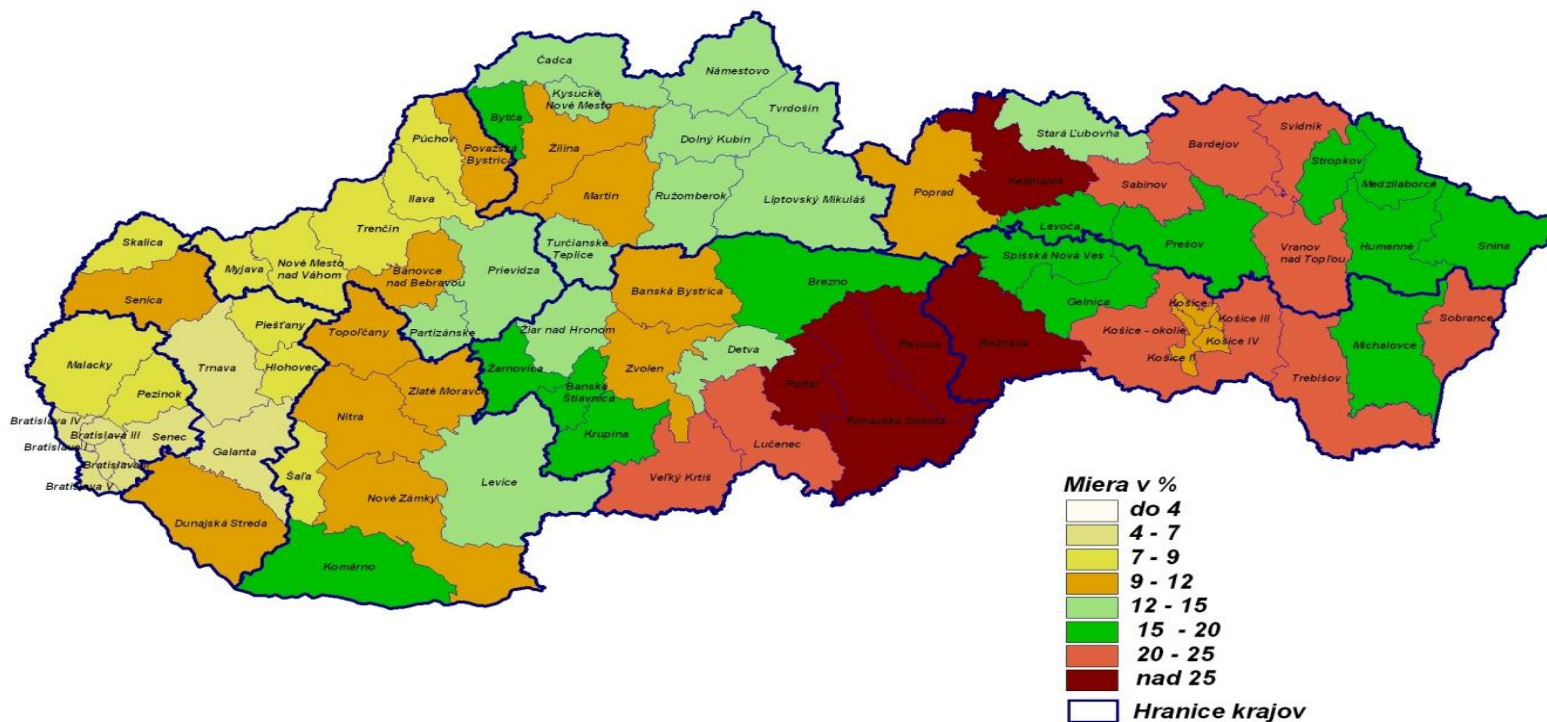 Čadca
Námestovo
Kysucké
Nové Mesto
Tvrdošín
Bytča
Púchov
Považská
Bystrica
Žilina
Dolný Kubín
Stará Ľubovňa
Bardejov
Svidník
Stropkov
Medzilaborce
Kežmarok
Poprad
Sabinov
Martin
Ružomberok
Liptovský Mikuláš
Ilava
Trenčín
Levoča
Prešov
Humenné
Snina
Vranov
nad Topľou
Skalica
Myjava
Nové Mesto
nad Váhom
Turčianske
Teplice
Prievidza
Bánovce
nad Bebravou
Spišská Nová Ves
Brezno
Banská Bystrica
Gelnica
Senica
Piešťany
Topoľčany
Partizánske
Žiar nad Hronom
Košice I
Košice III
Košice - okolie
Košice IV
Košice II
Sobrance
Michalovce
Rožňava
Revúca
Detva
Zvolen
Malacky
Trnava
Hlohovec
Žarnovica
Poltár
Trebišov
Pezinok
Zlaté Moravce
Banská
Štiavnica
Nitra
Krupina
Rimavská Sobota
Bratislava IV
Bratislava III
Senec
Lučenec
Galanta
Levice
Bratislava V
Šaľa
Veľký Krtíš
Nové Zámky
Dunajská Streda
Komárno
Miera v %
do 4
4 - 7
7 - 9
9 - 12
12 - 15
15 - 20
20 - 25
nad 25
Hranice krajov